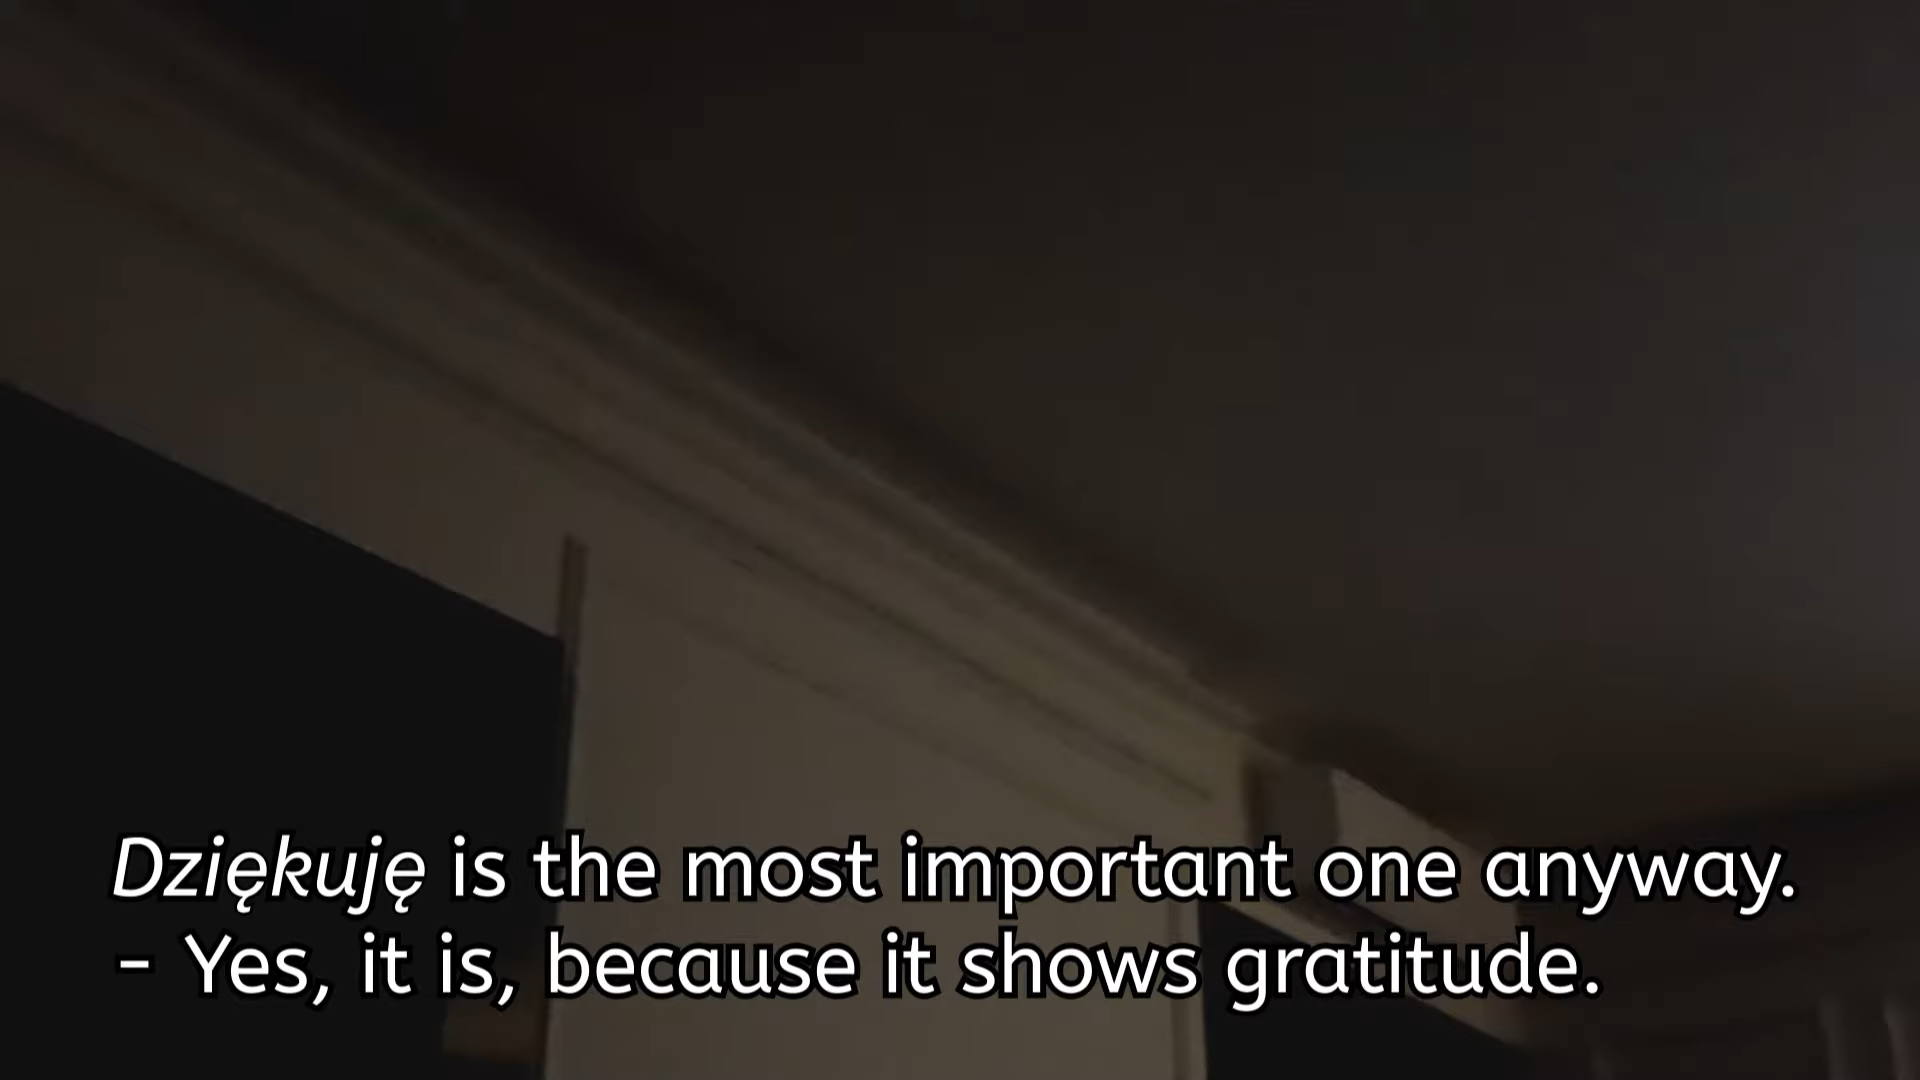 Dziękuję is the most important one anyway.
- Yes, it is, because it shows gratitude.